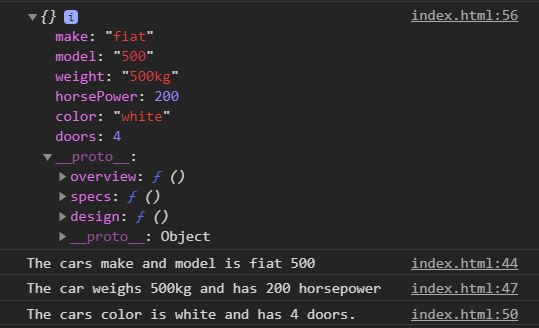 ▼{} i index.html:56
make: "fiat"
model: "500"
weight: "500kg"
horsePower: 200
color: "white"
doors: 4
▼__proto__:
▶overview: ƒ ()
▶specs: ƒ ()
▶design: ƒ ()
▶__proto__: Object
The cars make and model is fiat 500 index.html:44
The car weighs 500kg and has 200 horsepower index.html:47
The cars color is white and has 4 doors. index.html:50